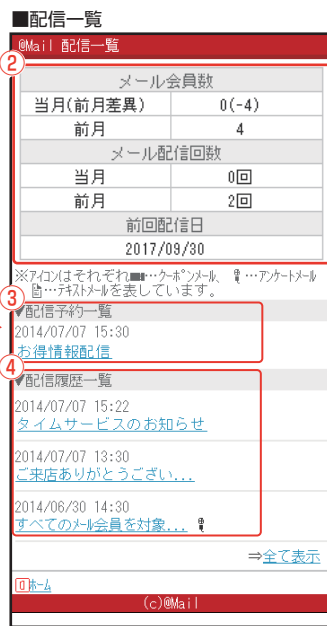 ■配信一覧
@Mail 配信一覧
②
メール会員数
当月(前月差異) 0(-4)
前月 4
メール配信回数
当月 0回
前月 2回
前回配信日
2017/09/30
※ｱｲｺﾝはそれぞれ…ｸｰﾎﾟﾝﾒｰﾙ、 …ｱﾝｹｰﾄﾒｰﾙ
…ﾃｷｽﾄﾒｰﾙを表しています。
③
▼配信予約一覧
2014/07/07 15:30
お得情報配信
④
▼配信履歴一覧
2014/07/07 15:22
タイムサービスのお知らせ
2014/07/07 13:30
ご来店ありがとうござい...
2014/06/30 14:30
すべてのﾒｰﾙ会員を対象...
⇒全て表示
0ﾎｰﾑ
(c)@Mail